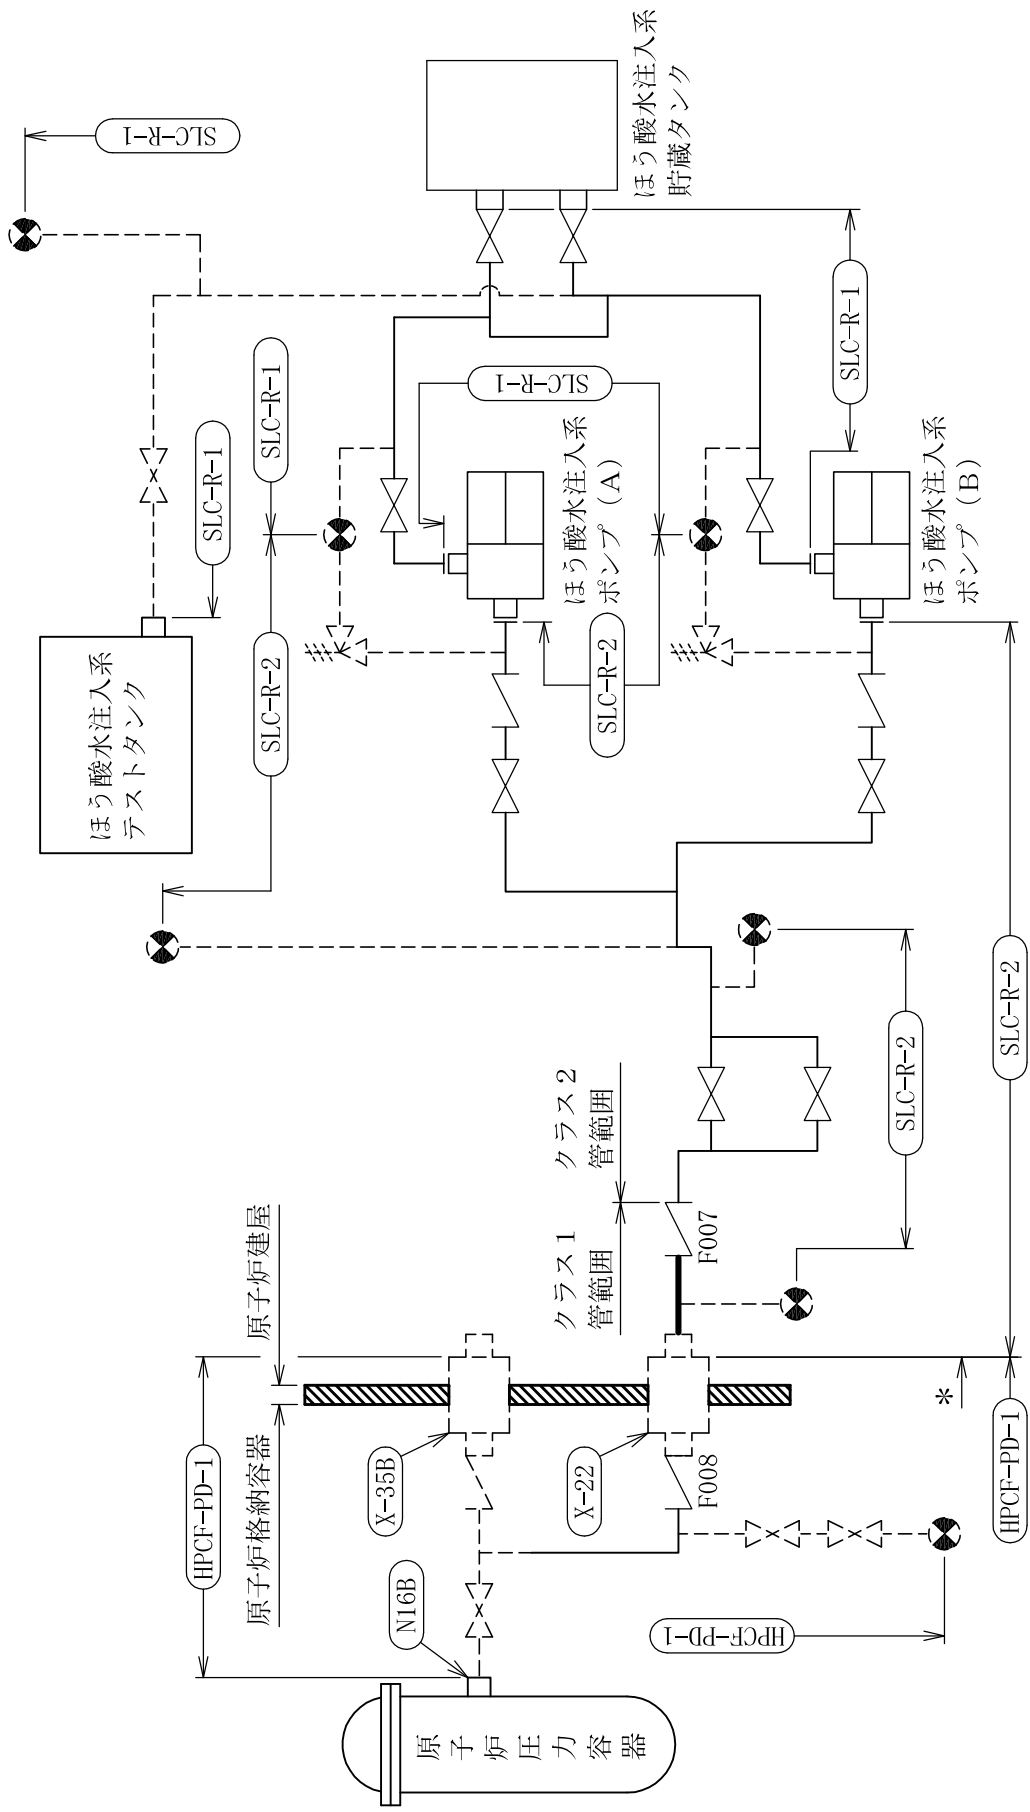 原子炉圧力容器
N16B
HPCF-PD-1
原子炉格納容器
原子炉建屋
X-35B
X-22
F008
HPCF-PD-1
HPCF-PD-1
*
クラス1
管範囲
クラス2
管範囲
F007
SLC-R-2
SLC-R-2
ほう酸水注入系
テストタンク
SLC-R-1
SLC-R-2
SLC-R-1
SLC-R-1
SLC-R-2
SLC-R-1
ほう酸水注入系
ポンプ (A)
ほう酸水注入系
ポンプ (B)
SLC-R-1
ほう酸水注入系
貯蔵タンク